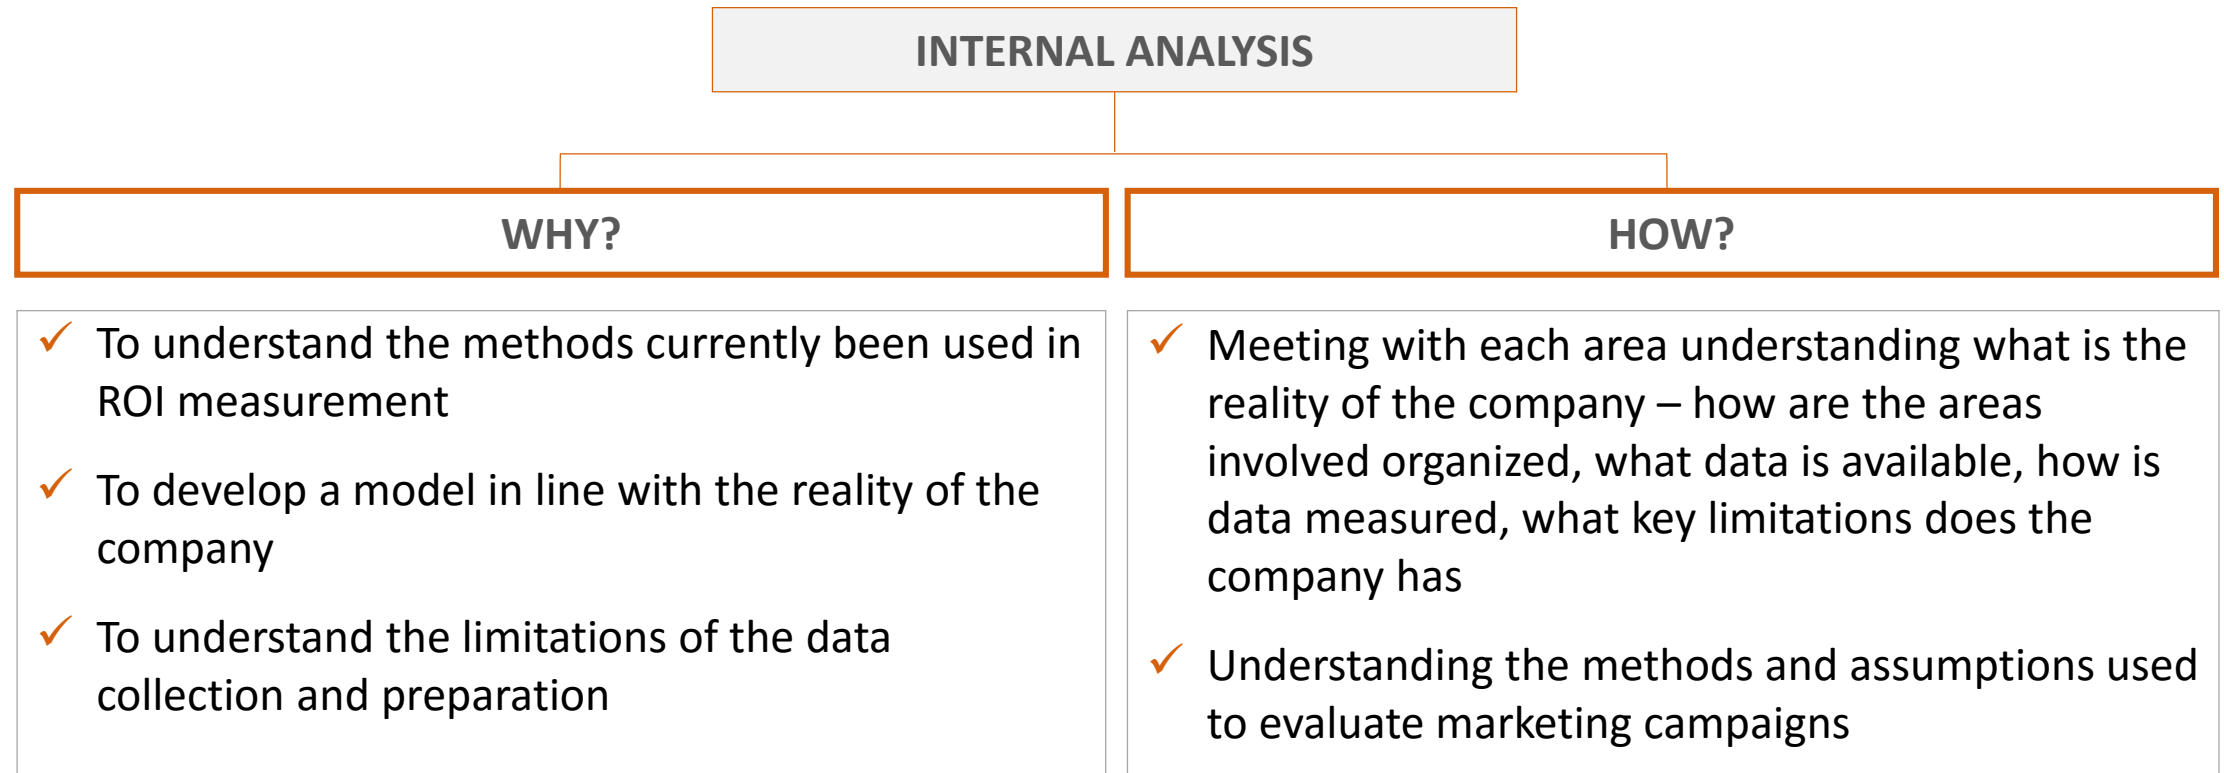 INTERNAL ANALYSIS
WHY?
To understand the methods currently been used in
ROI measurement
To develop a model in line with the reality of the
company
To understand the limitations of the data
collection and preparation
HOW?
Meeting with each area understanding what is the
reality of the company – how are the areas
involved organized, what data is available, how is
data measured, what key limitations does the
company has
Understanding the methods and assumptions used
to evaluate marketing campaigns